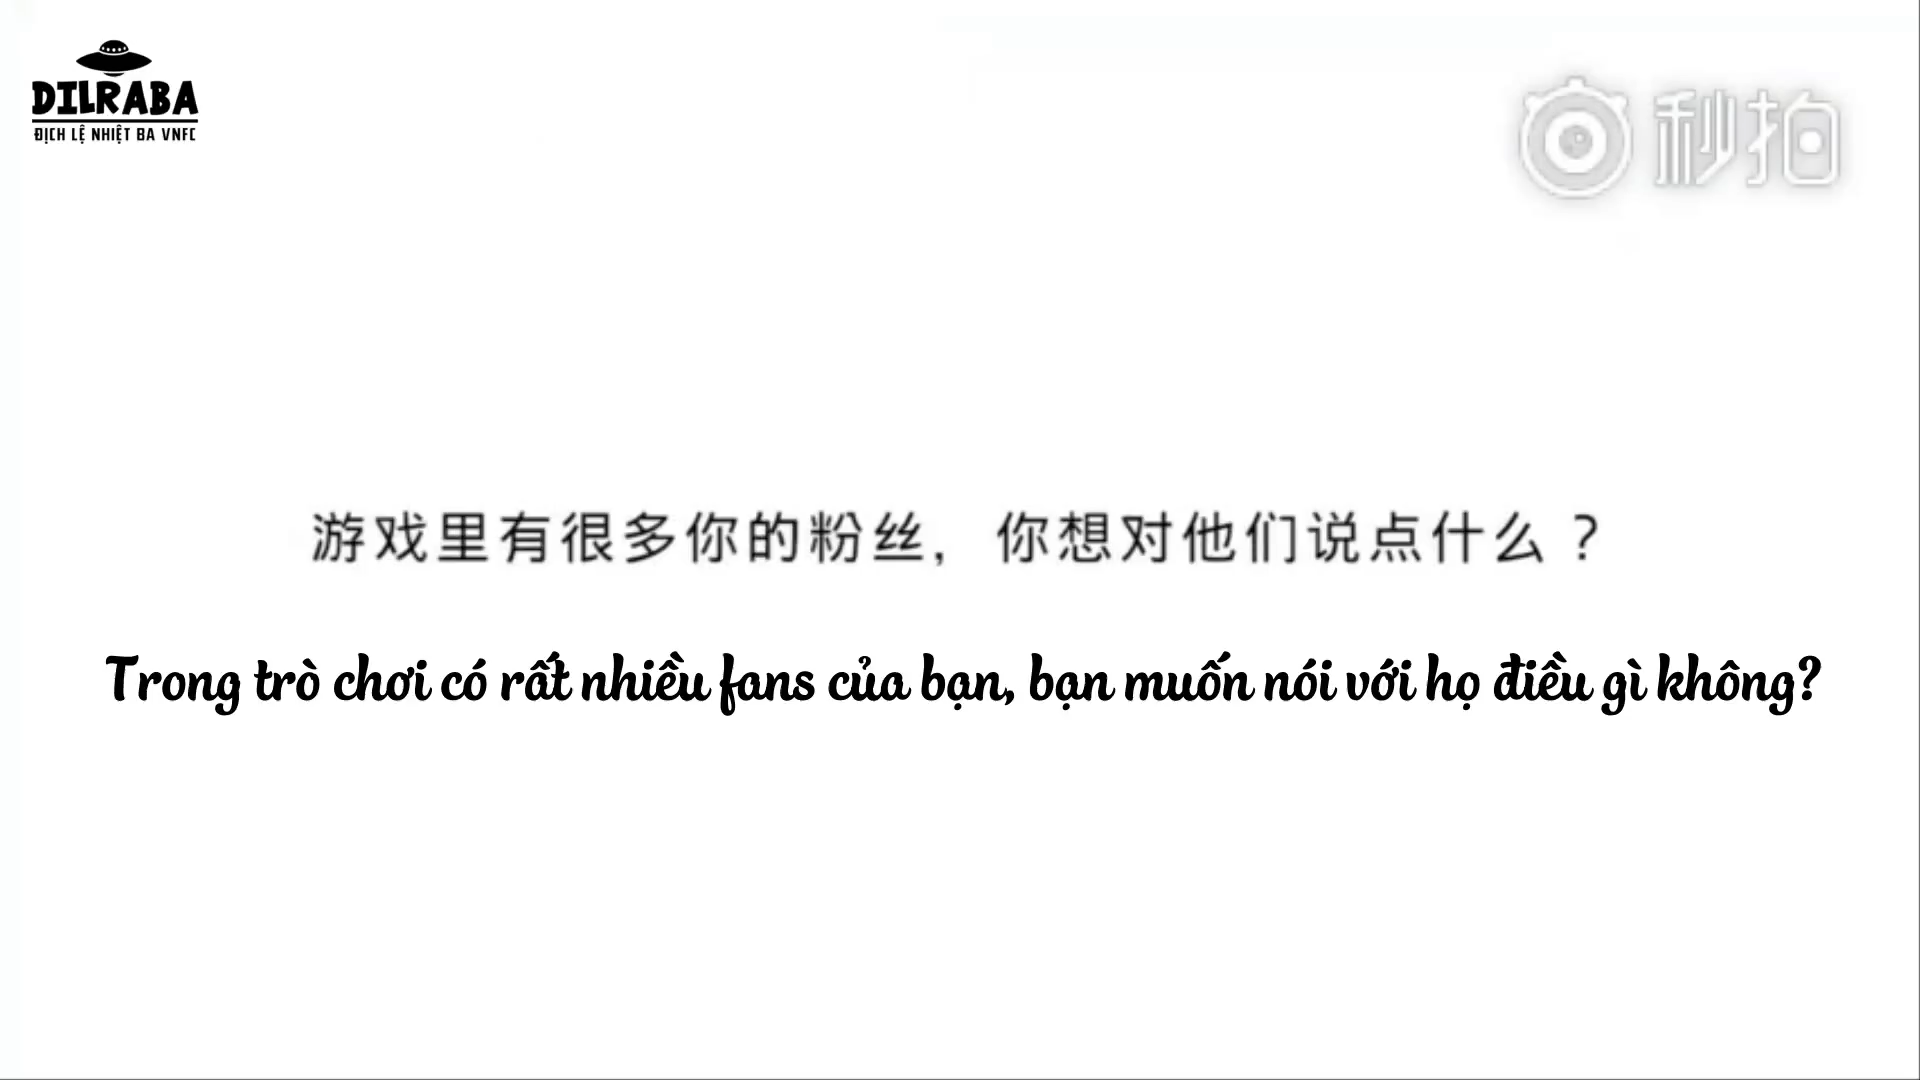 DILRABA
ĐỊCH LỆ NHIỆT BA VNFC
秒拍
游戏里有很多你的粉丝，你想对他们说点什么？
Trong trò chơi có rất nhiều fans của bạn, bạn muốn nói với họ điều gì không?